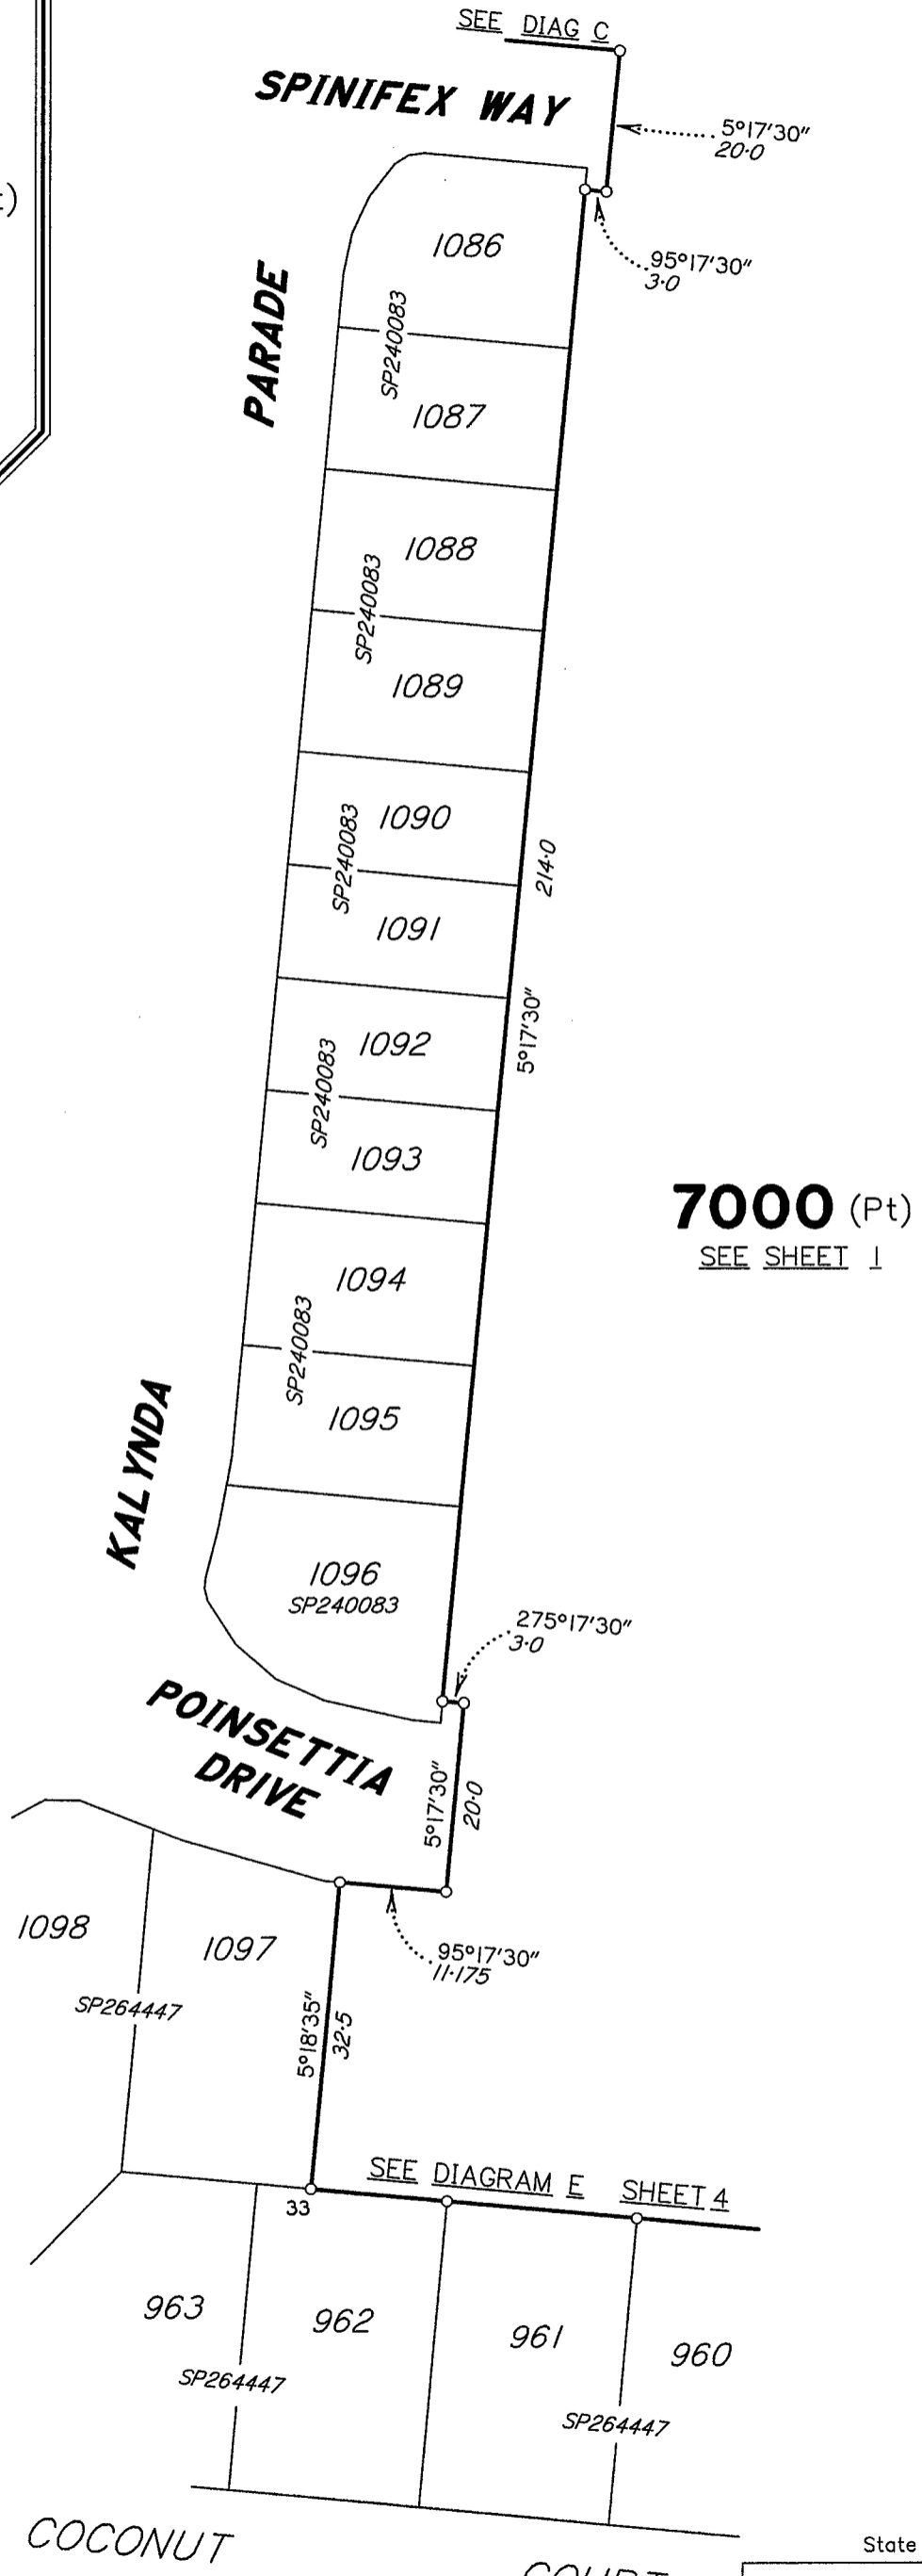 SEE DIAG C
SPINIFEX WAY
5°17'30"
20·0
t)
1086
95°17'30"
3·0
PARADE
SP240083
1087
1088
SP240083
1089
1090
SP240083
214·0
1091
5°17'30"
1092
SP240083
1093
7000 (Pt)
SEE SHEET 1
1094
SP240083
1095
KALYNDA
1096
SP240083
275°17'30"
3·0
POINSETTIA
DRIVE
5°17'30"
20·0
1098
1097
95°17'30"
11·175
SP264447
5°18'35"
32·5
SEE DIAGRAM E SHEET 4
33
963
962
961
960
SP264447
SP264447
COCONUT
COURT
State